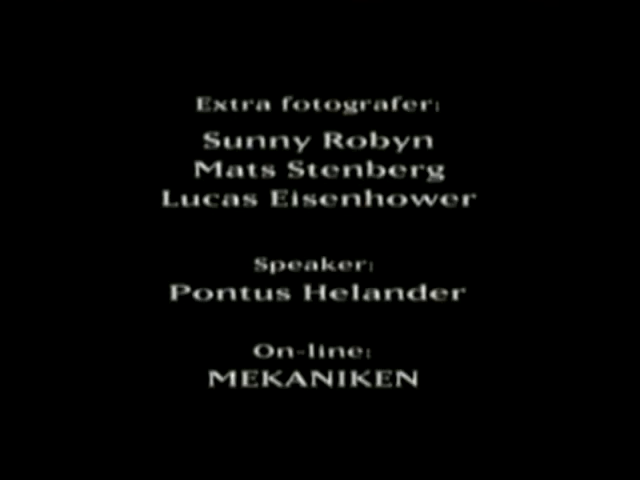 Extra fotografer:
Sunny Robyn
Mats Stenberg
Lucas Eisenhower
Speaker:
Pontus Helander
On-line:
MEKANIKEN